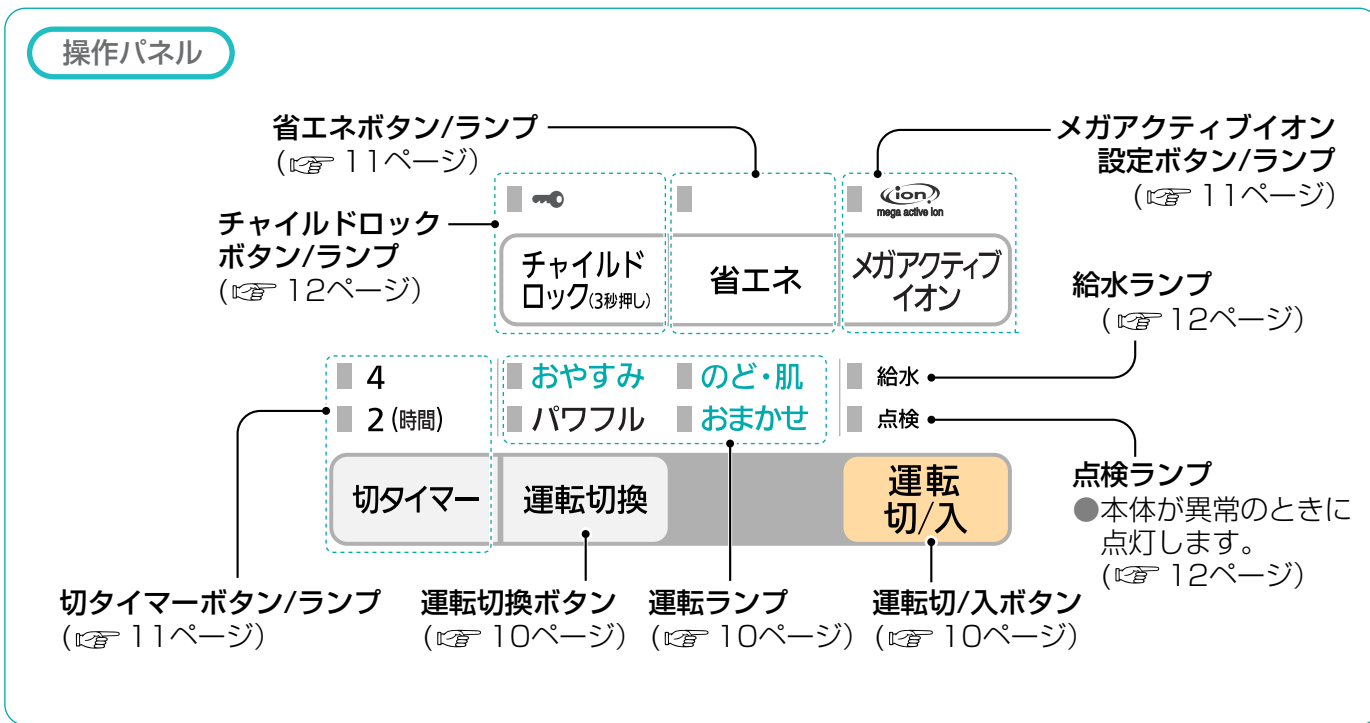 操作パネル
省エネボタン/ランプ
(☞ 11ページ)
メガアクティブイオン
設定ボタン/ランプ
(☞ 11ページ)
チャイルドロック
ボタン/ランプ
(☞ 12ページ)
ion
mega active ion
チャイルド
ロック(3秒押し)
省エネ
メガアクティブ
イオン
給水ランプ
(☞ 12ページ)
4
2(時間)
おやすみ
のど・肌
パワフル
おまかせ
給水
点検
切タイマー
運転切換
運転
切/入
点検ランプ
●本体が異常のときに
点灯します。
(☞ 12ページ)
切タイマーボタン/ランプ
(☞ 11ページ)
運転切換ボタン
(☞ 10ページ)
運転ランプ
(☞ 10ページ)
運転切/入ボタン
(☞ 10ページ)